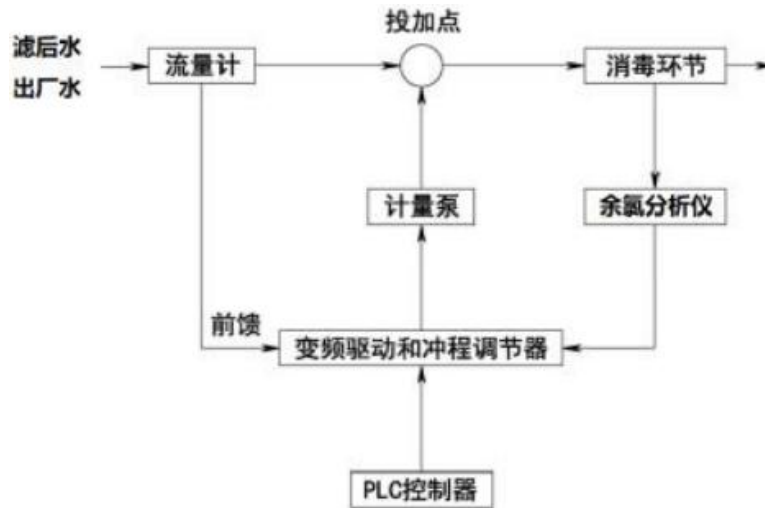 投加点
滤后水
出厂水
流量计
消毒环节
计量泵
余氯分析仪
前馈
变频驱动和冲程调节器
PLC控制器